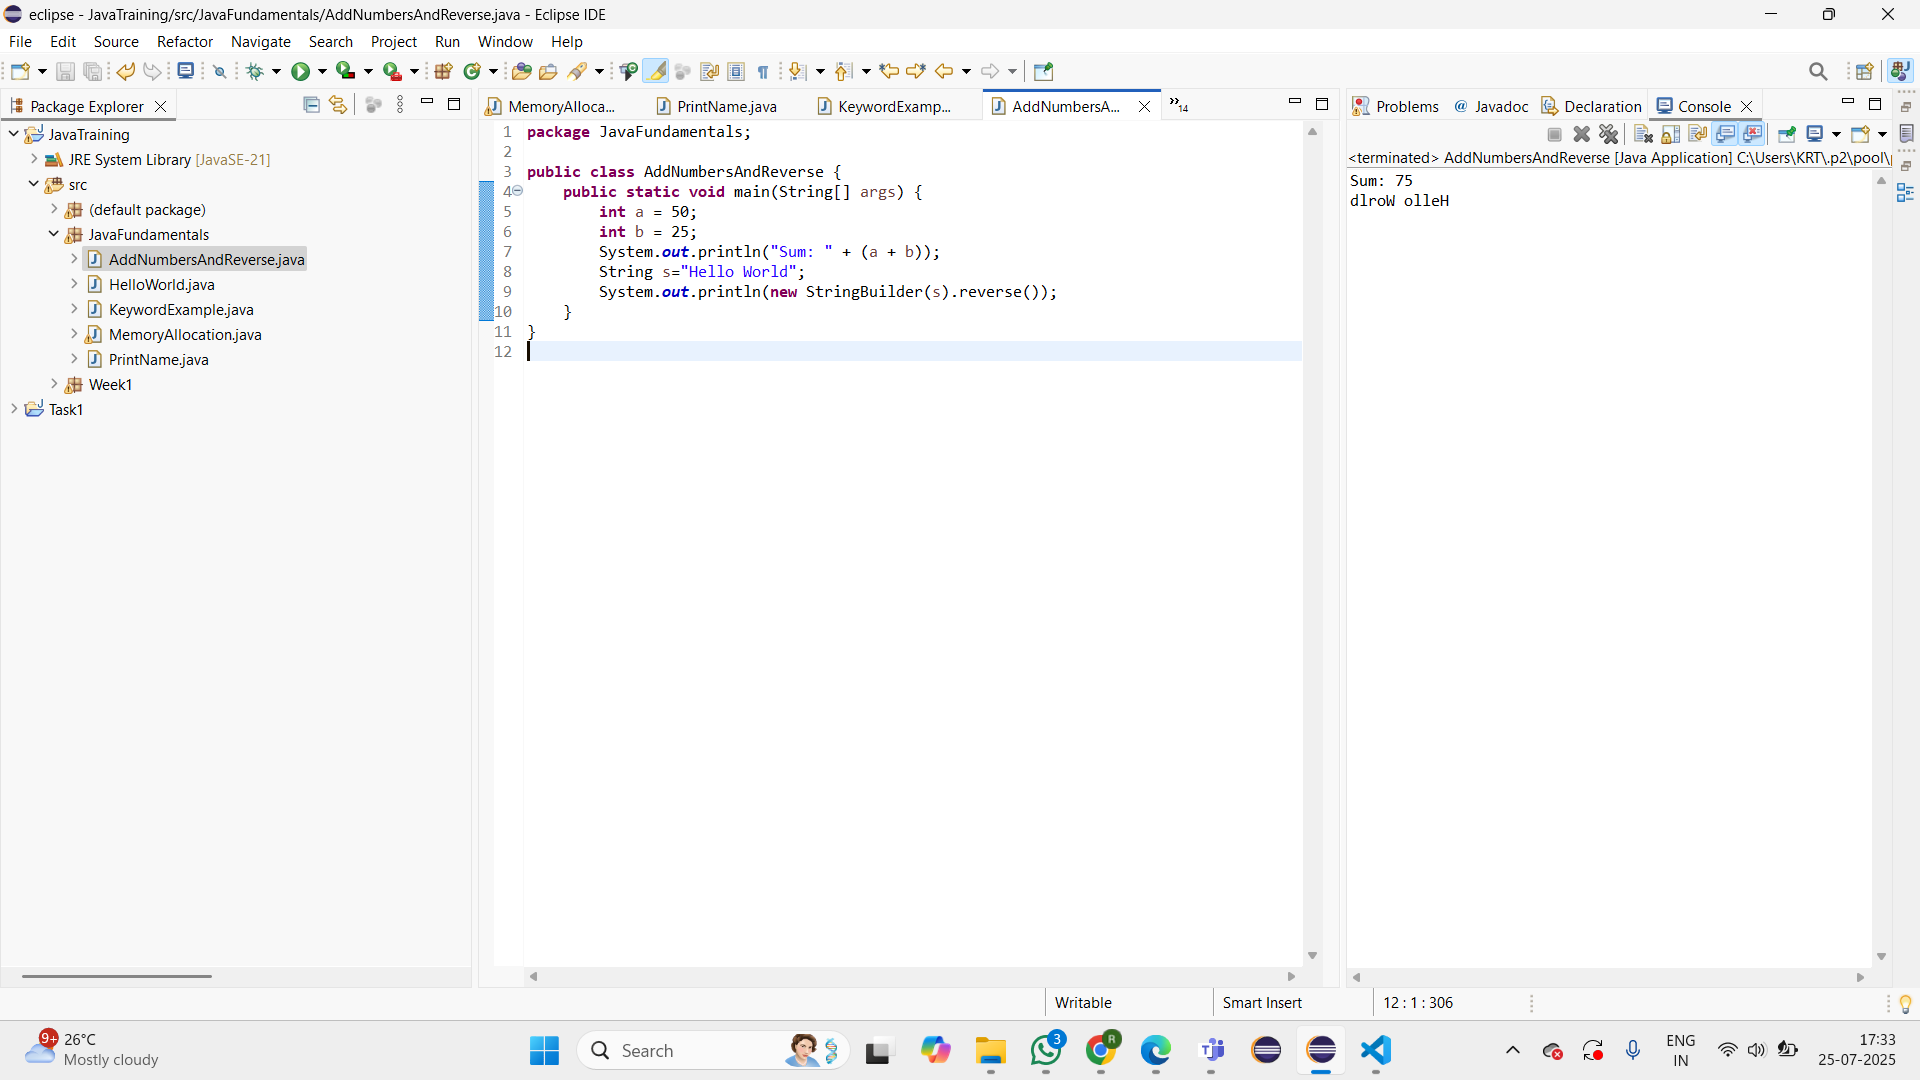 eclipse - JavaTraining/src/JavaFundamentals/AddNumbersAndReverse.java - Eclipse IDE
File Edit Source Refactor Navigate Search Project Run Window Help
Package Explorer
JavaTraining
JRE System Library [JavaSE-21]
src
(default package)
JavaFundamentals
AddNumbersAndReverse.java
HelloWorld.java
KeywordExample.java
MemoryAllocation.java
PrintName.java
Week1
Task1
MemoryAlloca... PrintName.java KeywordExamp... AddNumbersA... »14
1 package JavaFundamentals;
2
3 public class AddNumbersAndReverse {
4 public static void main(String[] args) {
5 int a = 50;
6 int b = 25;
7 System.out.println("Sum: " + (a + b));
8 String s="Hello World";
9 System.out.println(new StringBuilder(s).reverse());
10 }
11 }
12
Problems @ Javadoc Declaration Console
<terminated> AddNumbersAndReverse [Java Application] C:\Users\KRT\.p2\pool\
Sum: 75
dlroW olleH
Writable Smart Insert 12 : 1 : 306
9+ 26°C
Mostly cloudy
Search
3
R
ENG
IN
17:33
25-07-2025